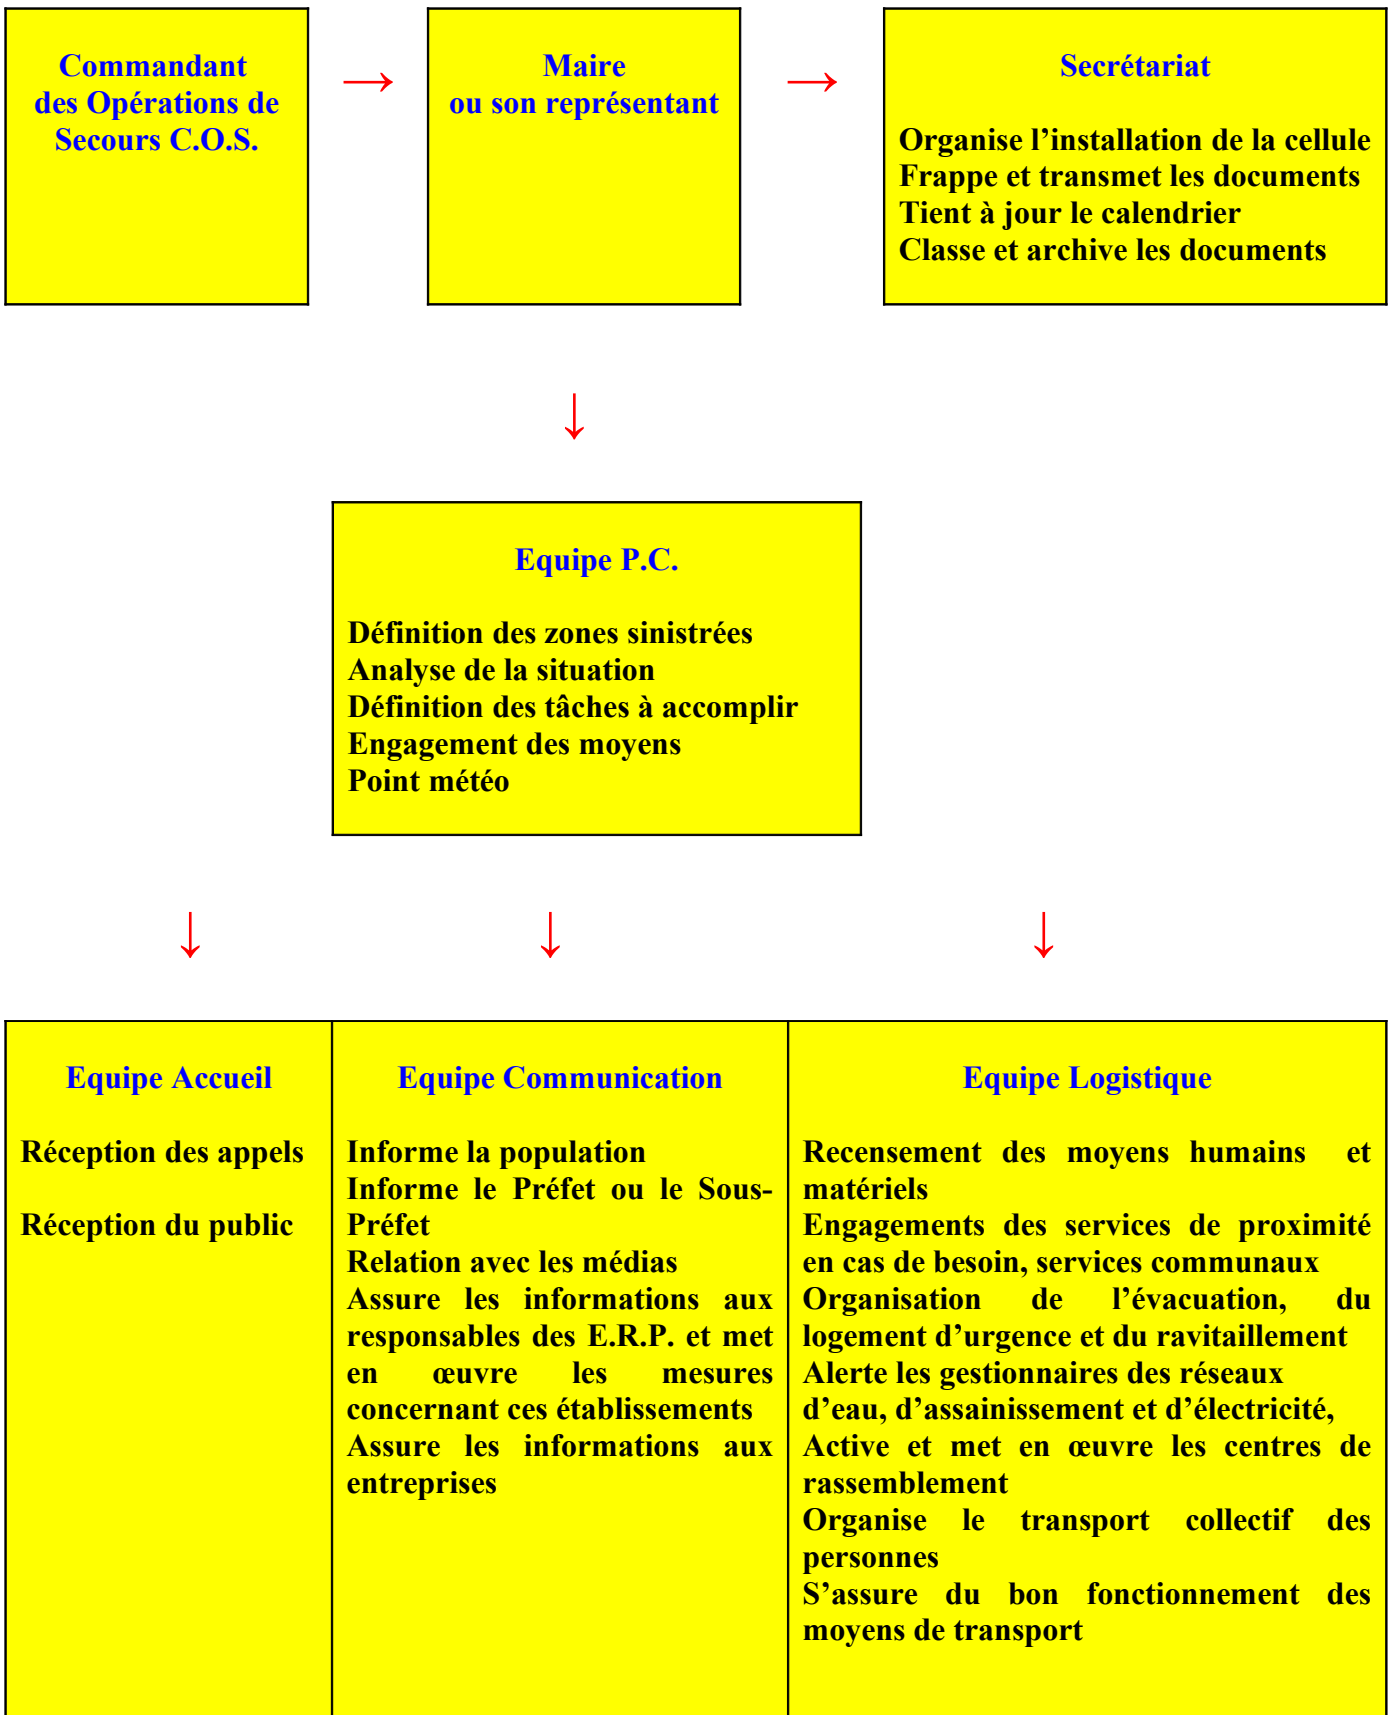 Commandant
des Opérations de
Secours C.O.S.
→
Maire
ou son représentant
→
Secrétariat
Organise l’installation de la cellule
Frappe et transmet les documents
Tient à jour le calendrier
Classe et archive les documents
↓
Equipe P.C.
Définition des zones sinistrées
Analyse de la situation
Définition des tâches à accomplir
Engagement des moyens
Point météo
↓
↓
↓
Equipe Accueil
Réception des appels
Réception du public
Equipe Communication
Informe la population
Informe le Préfet ou le Sous-
Préfet
Relation avec les médias
Assure les informations aux
responsables des E.R.P. et met
en œuvre les mesures
concernant ces établissements
Assure les informations aux
entreprises
Equipe Logistique
Recensement des moyens humains et
matériels
Engagements des services de proximité
en cas de besoin, services communaux
Organisation de l’évacuation, du
logement d’urgence et du ravitaillement
Alerte les gestionnaires des réseaux
d’eau, d’assainissement et d’électricité,
Active et met en œuvre les centres de
rassemblement
Organise le transport collectif des
personnes
S’assure du bon fonctionnement des
moyens de transport